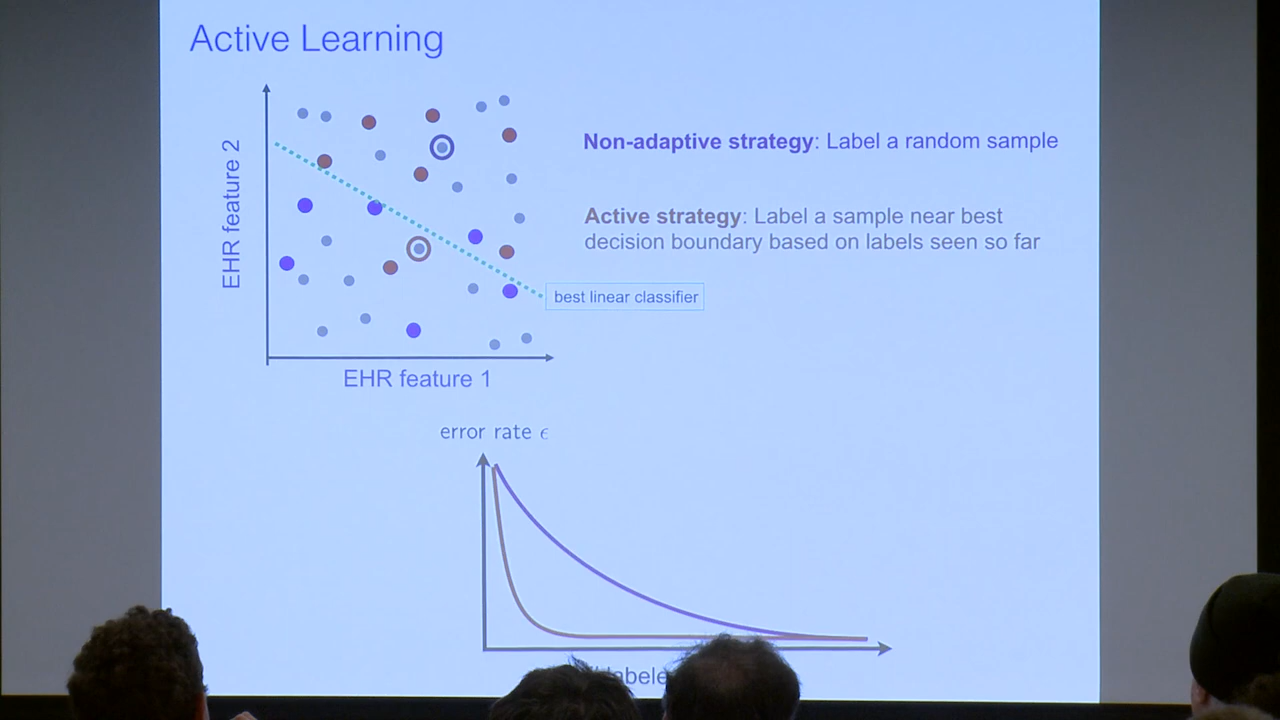 Active Learning
EHR feature 2
Non-adaptive strategy: Label a random sample
Active strategy: Label a sample near best
decision boundary based on labels seen so far
best linear classifier
EHR feature 1
error rate ϵ